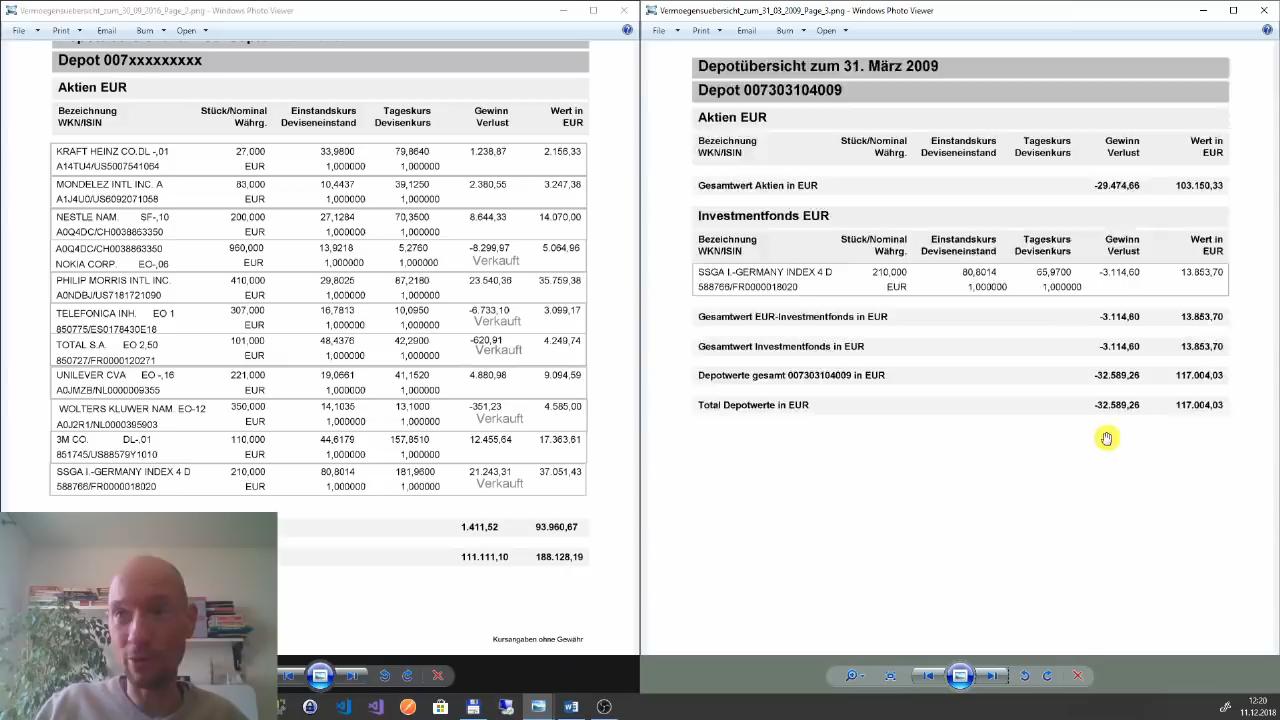 Vermoegensuebersicht_zum_30_09_2016_Page_2.png - Windows Photo Viewer
File Print Email Burn Open
Depot 007xxxxxxxxx
Aktien EUR
Bezeichnung Stück/Nominal Einstandskurs Tageskurs Gewinn Wert in
WKN/ISIN Währg. Deviseneinstand Devisenkurs Verlust EUR
KRAFT HEINZ CO.DL -,01 27,000 33,9800 79,8640 1.238,87 2.156,33
A14TU4/US5007541064 EUR 1,000000 1,000000
MONDELEZ INTL INC. A 83,000 10,4437 39,1250 2.380,55 3.247,38
A1J4U0/US6092071058 EUR 1,000000 1,000000
NESTLE NAM. SF-,10 200,000 27,1284 70,3500 8.644,33 14.070,00
A0Q4DC/CH0038863350 EUR 1,000000 1,000000
A0Q4DC/CH0038863350 960,000 13,9218 5,2760 -8.299,97 5.064,96
NOKIA CORP. EO-,06 EUR 1,000000 1,000000 Verkauft
PHILIP MORRIS INTL INC. 410,000 29,8025 87,2180 23.540,36 35.759,38
A0NDBJ/US7181721090 EUR 1,000000 1,000000
TELEFONICA INH. EO 1 307,000 16,7813 10,0950 -6.733,10 3.099,17
850775/ES0178430E18 EUR 1,000000 1,000000 Verkauft
TOTAL S.A. EO 2,50 101,000 48,4376 42,2900 -620,91 4.249,74
850727/FR0000120271 EUR 1,000000 1,000000 Verkauft
UNILEVER CVA EO -,16 221,000 19,0661 41,1520 4.880,98 9.094,59
A0JMZB/NL0000009355 EUR 1,000000 1,000000
WOLTERS KLUWER NAM. EO-12 350,000 14,1035 13,1000 -351,23 4.585,00
A0J2R1/NL0000395903 EUR 1,000000 1,000000 Verkauft
3M CO. DL-.01 110,000 44,6179 157,8510 12.455,64 17.363,61
851745/US88579Y1010 EUR 1,000000 1,000000
SSGA I.-GERMANY INDEX 4 D 210,000 80,8014 181,9600 21.243,31 37.051,43
588766/FR0000018020 EUR 1,000000 1,000000 Verkauft
1.411,52 93.960,67
111.111,10 188.128,19
Kursangaben ohne Gewähr
Vermoegensuebersicht_zum_31_03_2009_Page_3.png - Windows Photo Viewer
File Print Email Burn Open
Depotübersicht zum 31. März 2009
Depot 007303104009
Aktien EUR
Bezeichnung Stück/Nominal Einstandskurs Tageskurs Gewinn Wert in
WKN/ISIN Währg. Deviseneinstand Devisenkurs Verlust EUR
Gesamtwert Aktien in EUR -29.474,66 103.150,33
Investmentfonds EUR
Bezeichnung Stück/Nominal Einstandskurs Tageskurs Gewinn Wert in
WKN/ISIN Währg. Deviseneinstand Devisenkurs Verlust EUR
SSGA I.-GERMANY INDEX 4 D 210,000 80,8014 65,9700 -3.114,60 13.853,70
588766/FR0000018020 EUR 1,000000 1,000000
Gesamtwert EUR-Investmentfonds in EUR -3.114,60 13.853,70
Gesamtwert Investmentfonds in EUR -3.114,60 13.853,70
Depotwerte gesamt 007303104009 in EUR -32.589,26 117.004,03
Total Depotwerte in EUR -32.589,26 117.004,03
12:20
11.12.2018